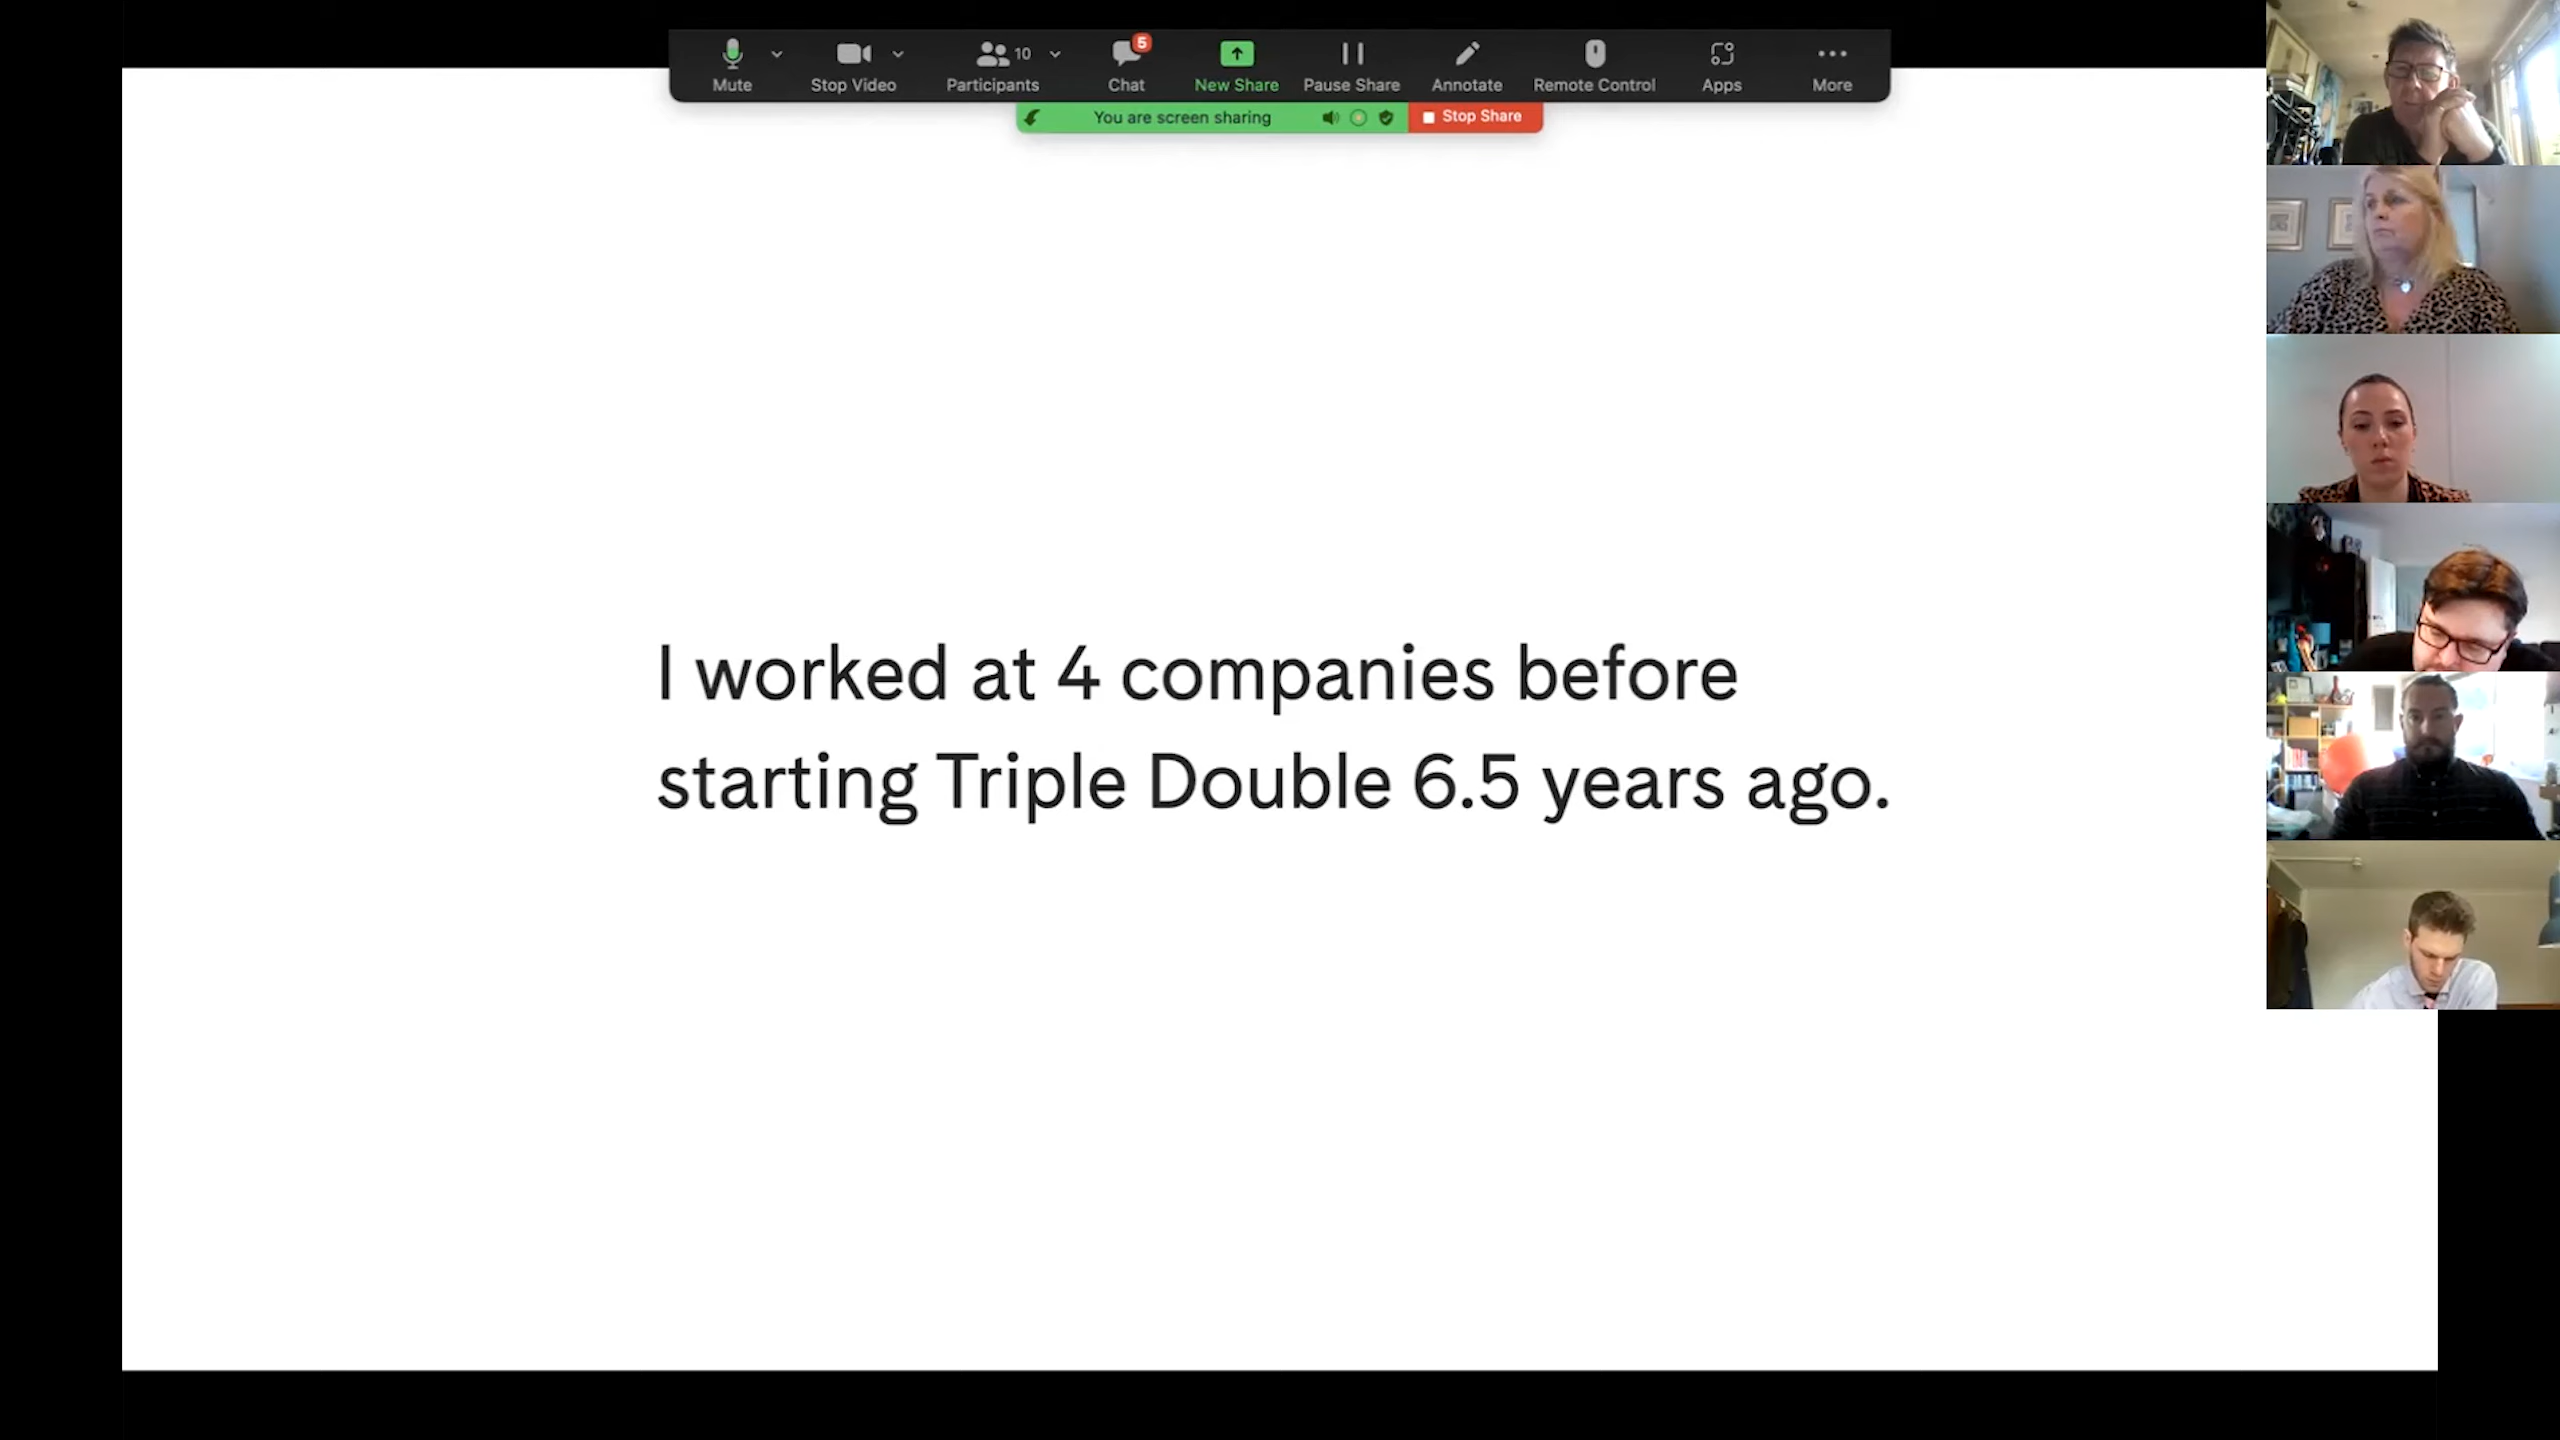 5
10
Mute
Stop Video
Participants
Chat
New Share
Pause Share
Annotate
Remote Control
Apps
More
You are screen sharing
Stop Share
I worked at 4 companies before
starting Triple Double 6.5 years ago.